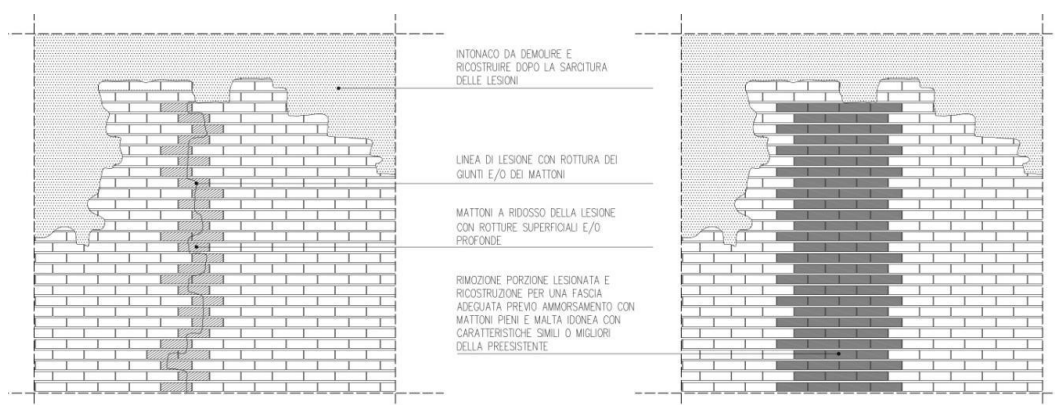 INTONACO DA DEMOLIRE E
RICOSTRUIRE DOPO LA SARCITURA
DELLE LESIONI
LINEA DI LESIONE CON ROTTURA DEI
GIUNTI E/O DEI MATTONI
MATTONI A RIDOSSO DELLA LESIONE
CON ROTTURE SUPERFICIALI E/O
PROFONDE
RIMOZIONE PORZIONE LESIONATA E
RICOSTRUZIONE PER UNA FASCIA
ADEGUATA PREVIO AMMORSAMENTO CON
MATTONI PIENI E MALTA IDONEA CON
CARATTERISTICHE SIMILI O MIGLIORI
DELLA PREESISTENTE